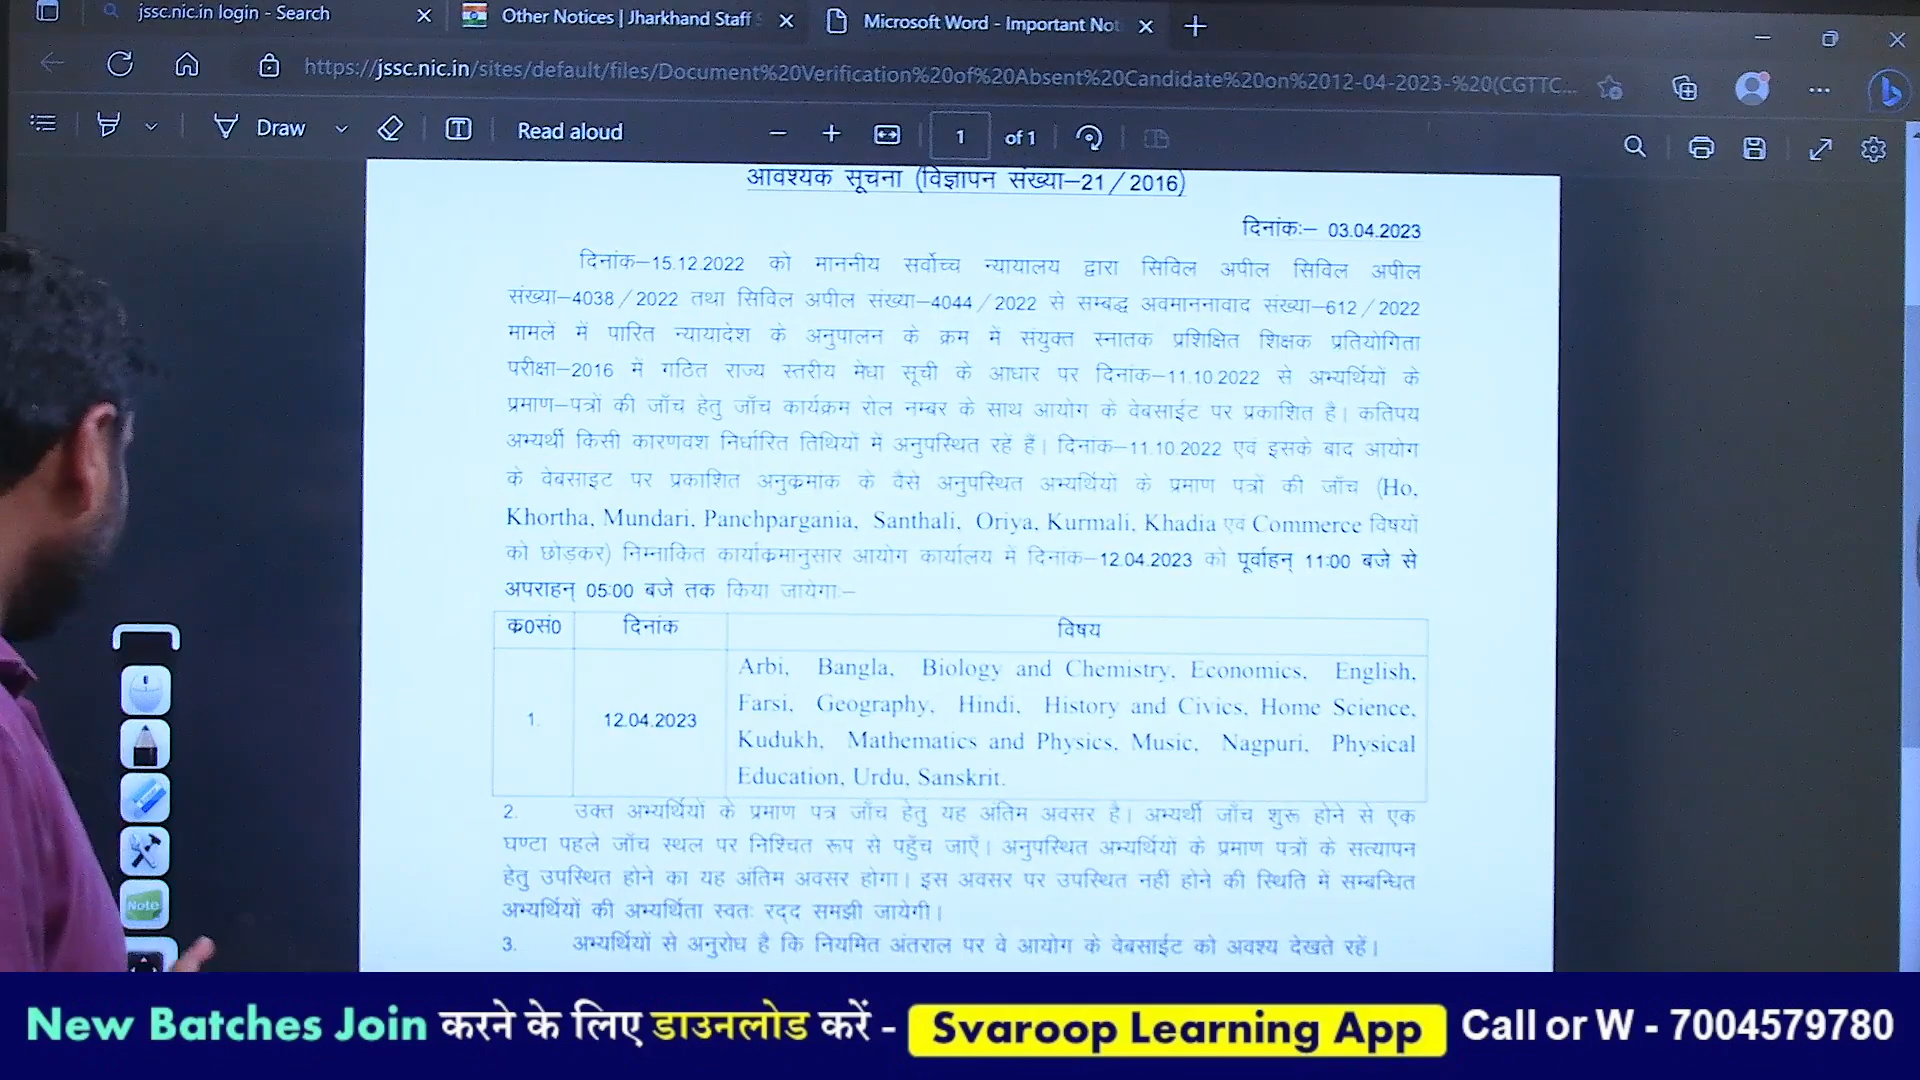 jssc.nic.in login - Search
Other Notices | Jharkhand Staff S
Microsoft Word - Important Not
https://jssc.nic.in/sites/default/files/Document%20Verification%20of%20Absent%20Candidate%20on%2012-04-2023-%20(CGTTC...
Draw
Read aloud
1 of 1
आवश्यक सूचना (विज्ञापन संख्या–21/2016)
दिनांकः– 03.04.2023
दिनांक–15.12.2022 को माननीय सर्वोच्च न्यायालय द्वारा सिविल अपील सिविल अपील
संख्या–4038/2022 तथा सिविल अपील संख्या–4044/2022 से सम्बद्ध अवमाननावाद संख्या–612/2022
मामलें में पारित न्यायादेश के अनुपालन के क्रम में संयुक्त स्नातक प्रशिक्षित शिक्षक प्रतियोगिता
परीक्षा–2016 में गठित राज्य स्तरीय मेधा सूची के आधार पर दिनांक–11.10.2022 से अभ्यर्थियों के
प्रमाण–पत्रों की जॉच हेतु जॉच कार्यक्रम रोल नम्बर के साथ आयोग के वेबसाईट पर प्रकाशित है। कतिपय
अभ्यर्थी किसी कारणवश निर्धारित तिथियों में अनुपस्थित रहें हैं। दिनाक–11.10.2022 एवं इसके बाद आयोग
के वेबसाइट पर प्रकाशित अनुक्रमांक के वैसे अनुपस्थित अभ्यर्थियों के प्रमाण पत्रों की जॉच (Ho,
Khortha, Mundari, Panchpargania, Santhali, Oriya, Kurmali, Khadia एवं Commerce विषयों
को छोड़कर) निम्नाकित कार्याक्रमानुसार आयोग कार्यालय में दिनाक–12.04.2023 को पूर्वाहन् 11:00 बजे से
अपराहन् 05:00 बजे तक किया जायेगाः–
क्र0सं0 दिनांक विषय
1. 12.04.2023 Arbi, Bangla, Biology and Chemistry, Economics, English,
Farsi, Geography, Hindi, History and Civics, Home Science,
Kudukh, Mathematics and Physics, Music, Nagpuri, Physical
Education, Urdu, Sanskrit.
2. उक्त अभ्यर्थियों के प्रमाण पत्र जॉच हेतु यह अंतिम अवसर है। अभ्यर्थी जॉच शुरू होने से एक
घण्टा पहले जॉच स्थल पर निश्चित रूप से पहुँच जाएँ। अनुपस्थित अभ्यर्थियों के प्रमाण पत्रों के सत्यापन
हेतु उपस्थित होने का यह अंतिम अवसर होगा। इस अवसर पर उपस्थित नहीं होने की स्थिति में सम्बन्धित
अभ्यर्थियों की अभ्यर्थिता स्वतः रद्द समझी जायेगी।
3. अभ्यर्थियों से अनुरोध है कि नियमित अंतराल पर वे आयोग के वेबसाईट को अवश्य देखते रहें।
Note
New Batches Join करने के लिए डाउनलोड करें - Svaroop Learning App Call or W - 7004579780